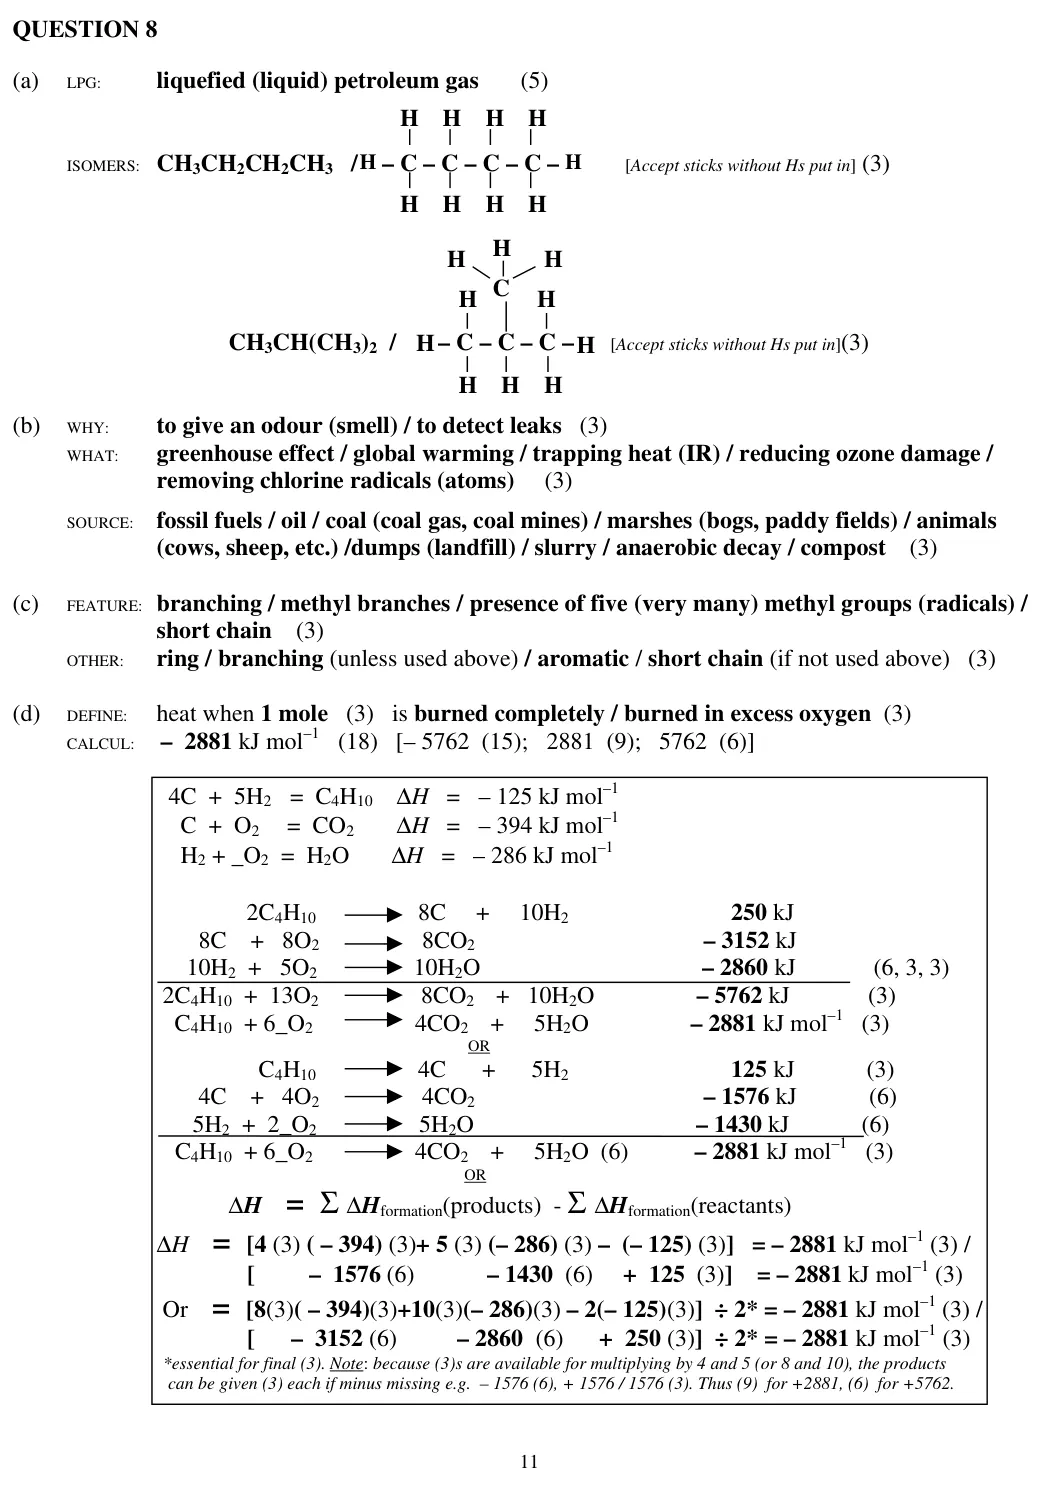 QUESTION 8
(a) LPG: liquefied (liquid) petroleum gas (5)
H H H H
ISOMERS: CH3CH2CH2CH3 / H – C – C – C – C – H [Accept sticks without Hs put in] (3)
H H H H
H H H
C
H H
CH3CH(CH3)2 / H – C – C – C – H [Accept sticks without Hs put in](3)
H H H
(b) WHY: to give an odour (smell) / to detect leaks (3)
WHAT: greenhouse effect / global warming / trapping heat (IR) / reducing ozone damage /
removing chlorine radicals (atoms) (3)
SOURCE: fossil fuels / oil / coal (coal gas, coal mines) / marshes (bogs, paddy fields) / animals
(cows, sheep, etc.) /dumps (landfill) / slurry / anaerobic decay / compost (3)
(c) FEATURE: branching / methyl branches / presence of five (very many) methyl groups (radicals) /
short chain (3)
OTHER: ring / branching (unless used above) / aromatic / short chain (if not used above) (3)
(d) DEFINE: heat when 1 mole (3) is burned completely / burned in excess oxygen (3)
CALCUL: – 2881 kJ mol–1 (18) [– 5762 (15); 2881 (9); 5762 (6)]
4C + 5H2 = C4H10 ΔH = – 125 kJ mol–1
C + O2 = CO2 ΔH = – 394 kJ mol–1
H2 + _O2 = H2O ΔH = – 286 kJ mol–1
2C4H10 → 8C + 10H2 250 kJ
8C + 8O2 → 8CO2 – 3152 kJ
10H2 + 5O2 → 10H2O – 2860 kJ (6, 3, 3)
2C4H10 + 13O2 → 8CO2 + 10H2O – 5762 kJ (3)
C4H10 + 6_O2 → 4CO2 + 5H2O – 2881 kJ mol–1 (3)
OR
C4H10 → 4C + 5H2 125 kJ (3)
4C + 4O2 → 4CO2 – 1576 kJ (6)
5H2 + 2_O2 → 5H2O – 1430 kJ (6)
C4H10 + 6_O2 → 4CO2 + 5H2O (6) – 2881 kJ mol–1 (3)
OR
ΔH = Σ ΔHformation(products) - Σ ΔHformation(reactants)
ΔH = [4 (3) ( – 394) (3)+ 5 (3) (– 286) (3) – (– 125) (3)] = – 2881 kJ mol–1 (3) /
[ – 1576 (6) – 1430 (6) + 125 (3)] = – 2881 kJ mol–1 (3)
Or = [8(3)( – 394)(3)+10(3)(– 286)(3) – 2(– 125)(3)] ÷ 2* = – 2881 kJ mol–1 (3) /
[ – 3152 (6) – 2860 (6) + 250 (3)] ÷ 2* = – 2881 kJ mol–1 (3)
*essential for final (3). Note: because (3)s are available for multiplying by 4 and 5 (or 8 and 10), the products
can be given (3) each if minus missing e.g. – 1576 (6), + 1576 / 1576 (3). Thus (9) for +2881, (6) for +5762.
11